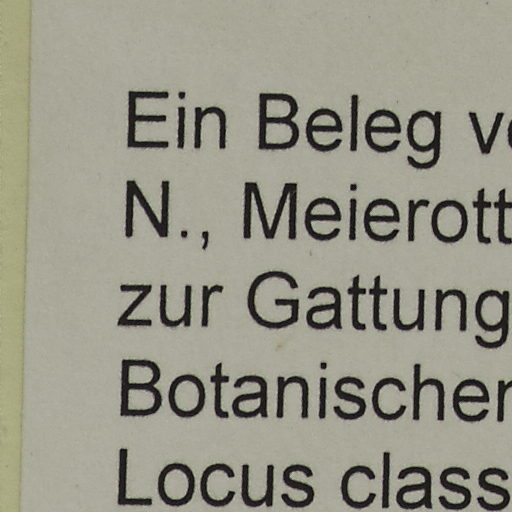 Ein Beleg
N., Meierott
zur Gattung
Botanischen
Locus class